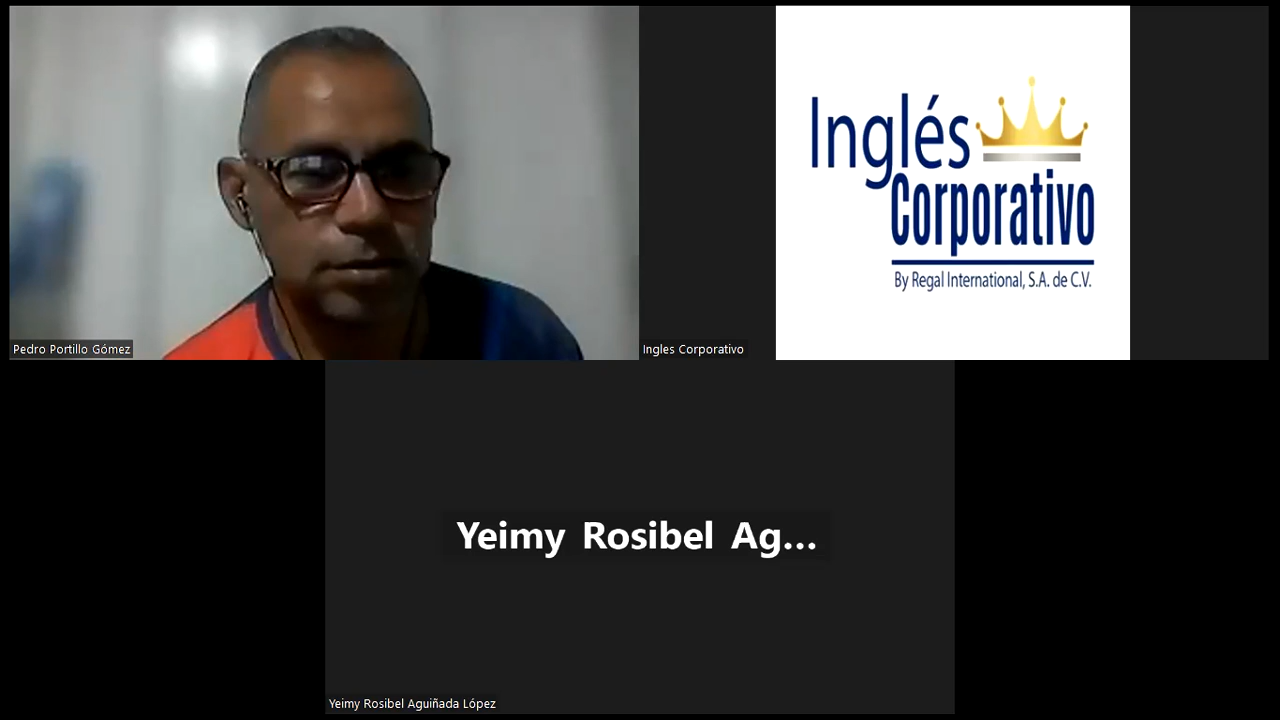 Inglés
Corporativo
By Regal International, S.A. de C.V.
Pedro Portillo Gómez
Ingles Corporativo
Yeimy Rosibel Ag...
Yeimy Rosibel Aguiñada López